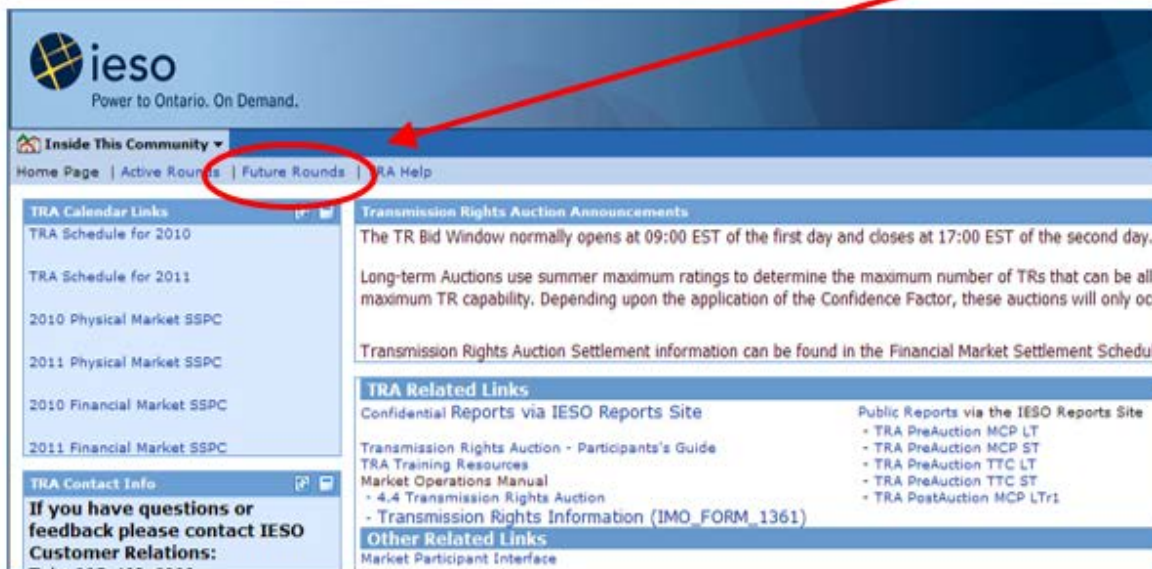 ieso
Power to Ontario. On Demand.
Inside This Community
Home Page | Active Rounds | Future Rounds | TRA Help
TRA Calendar Links
TRA Schedule for 2010
TRA Schedule for 2011
2010 Physical Market SSPC
2011 Physical Market SSPC
2010 Financial Market SSPC
2011 Financial Market SSPC
TRA Contact Info
If you have questions or
feedback please contact IESO
Customer Relations:
Transmission Rights Auction Announcements
The TR Bid Window normally opens at 09:00 EST of the first day and closes at 17:00 EST of the second day.
Long-term Auctions use summer maximum ratings to determine the maximum number of TRs that can be all
maximum TR capability. Depending upon the application of the Confidence Factor, these auctions will only oc
Transmission Rights Auction Settlement information can be found in the Financial Market Settlement Schedu
TRA Related Links
Confidential Reports via IESO Reports Site
Transmission Rights Auction - Participants's Guide
TRA Training Resources
Market Operations Manual
- 4.4 Transmission Rights Auction
- Transmission Rights Information (IMO_FORM_1361)
Public Reports via the IESO Reports Site
- TRA PreAuction MCP LT
- TRA PreAuction MCP ST
- TRA PreAuction TTC LT
- TRA PreAuction TTC ST
- TRA PostAuction MCP LTr1
Other Related Links
Market Participant Interface